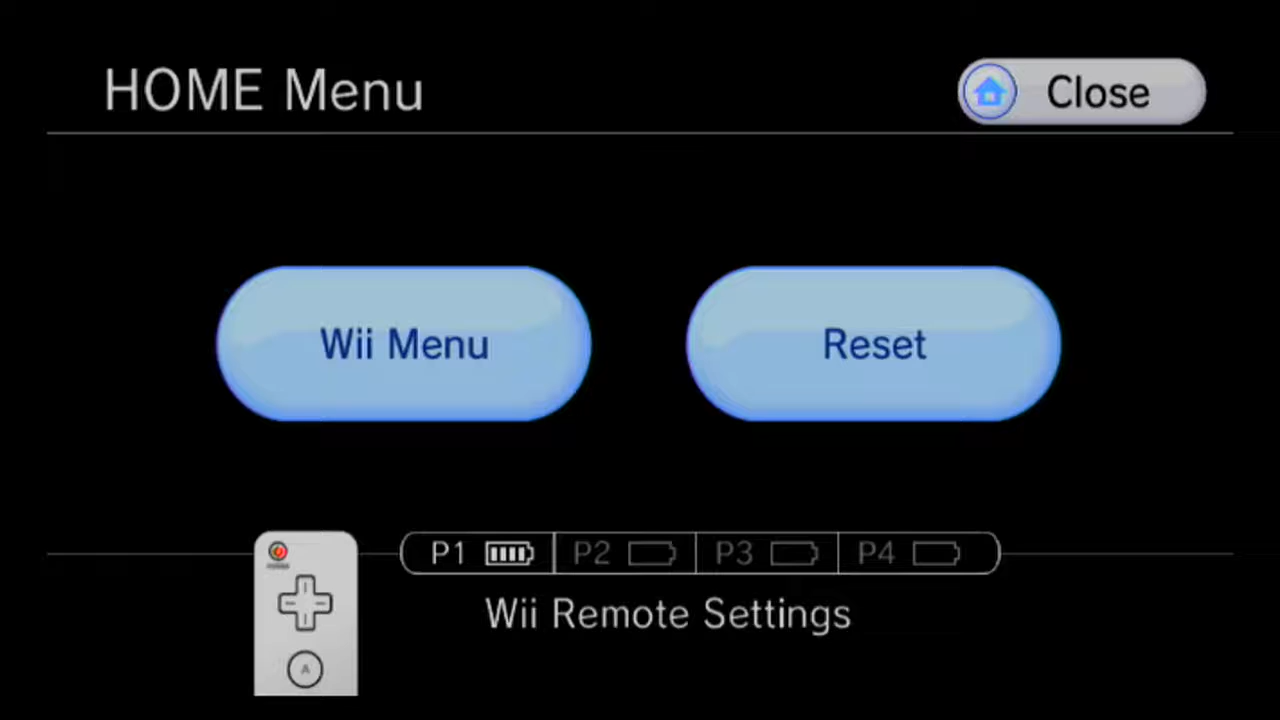 HOME Menu
Close
Wii Menu
Reset
P1 P2 P3 P4
Wii Remote Settings
A